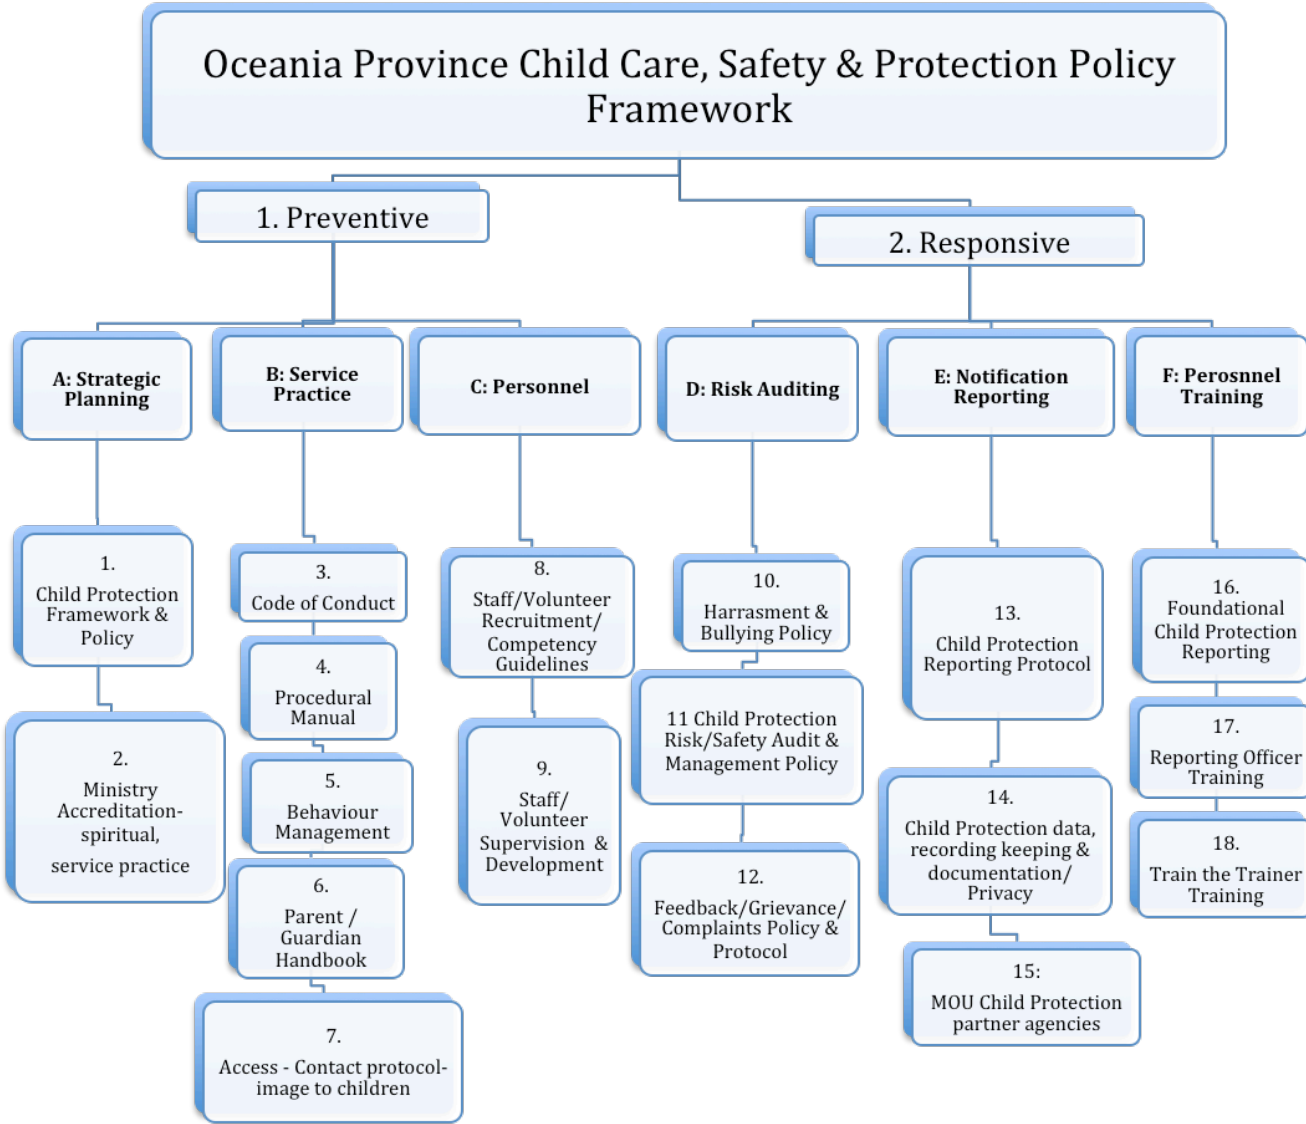 Oceania Province Child Care, Safety & Protection Policy
Framework
1. Preventive
2. Responsive
A: Strategic
Planning
B: Service
Practice
C: Personnel
D: Risk Auditing
E: Notification
Reporting
F: Perosnnel
Training
1.
Child Protection
Framework &
Policy
2.
Ministry
Accreditation-
spiritual,
service practice
3.
Code of Conduct
4.
Procedural
Manual
5.
Behaviour
Management
6.
Parent /
Guardian
Handbook
7.
Access - Contact protocol-
image to children
8.
Staff/Volunteer
Recruitment/
Competency
Guidelines
9.
Staff/
Volunteer
Supervision &
Development
10.
Harrasment &
Bullying Policy
11 Child Protection
Risk/Safety Audit &
Management Policy
12.
Feedback/Grievance/
Complaints Policy &
Protocol
13.
Child Protection
Reporting Protocol
14.
Child Protection data,
recording keeping &
documentation/
Privacy
15:
MOU Child Protection
partner agencies
16.
Foundational
Child Protection
Reporting
17.
Reporting Officer
Training
18.
Train the Trainer
Training